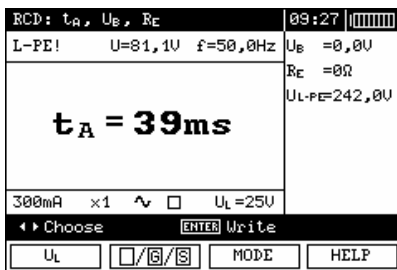 RCD: tA, UB, RE 09:27
L-PE! U=81,1V f=50,0Hz
UB =0,0V
RE =0Ω
UL-PE=242,0V
tA = 39ms
300mA ×1 ∿ □ UL=25V
Choose ENTER Write
UL □/G/S MODE HELP